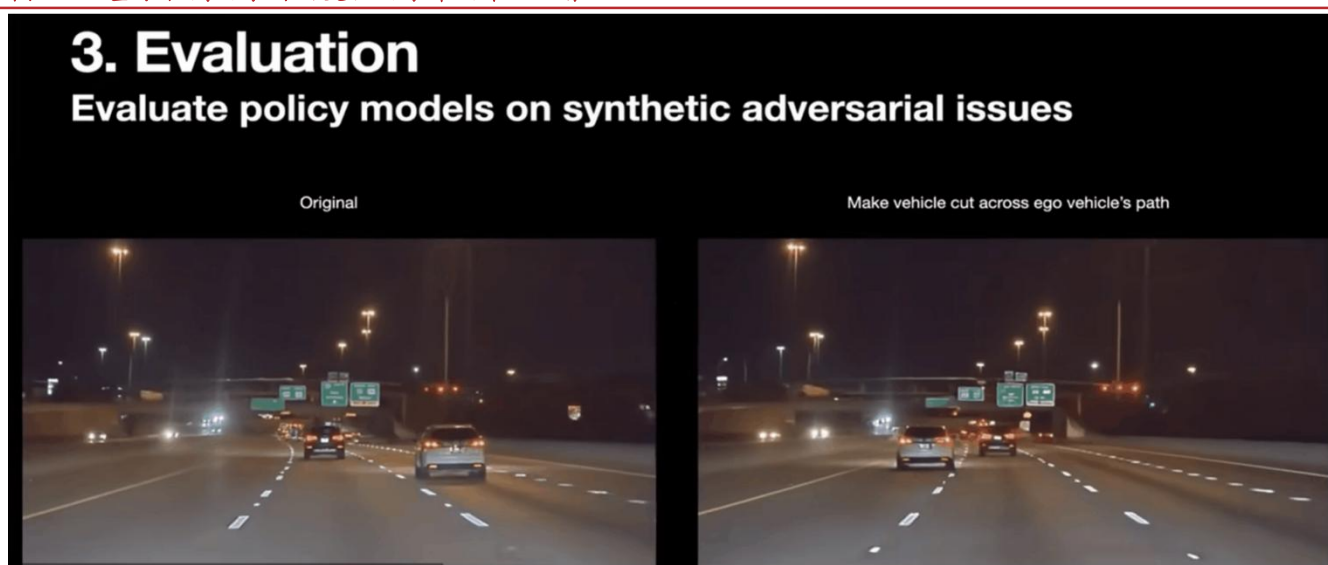 3. Evaluation
Evaluate policy models on synthetic adversarial issues
Original
Make vehicle cut across ego vehicle's path